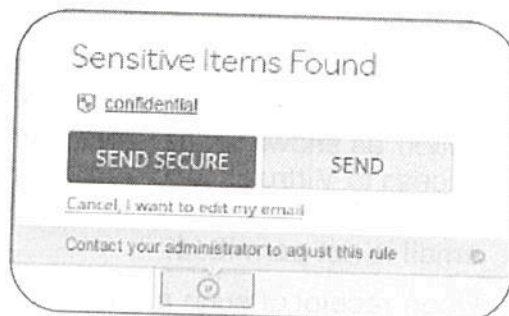 Sensitive Items Found
confidential
SEND SECURE
SEND
Cancel, I want to edit my email
Contact your administrator to adjust this rule